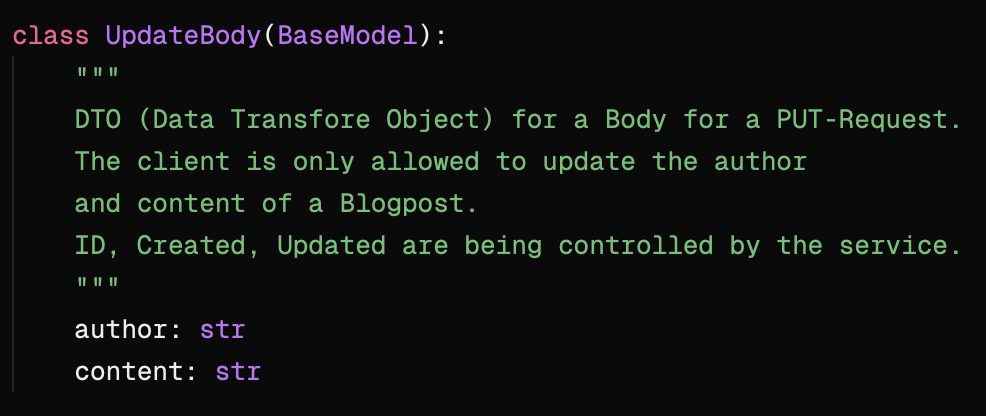 class UpdateBody(BaseModel):
    """
    DTO (Data Transfore Object) for a Body for a PUT-Request.
    The client is only allowed to update the author
    and content of a Blogpost.
    ID, Created, Updated are being controlled by the service.
    """
    author: str
    content: str